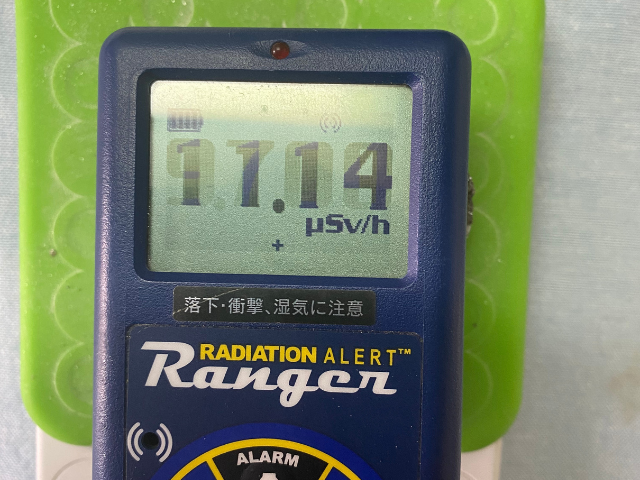 11.14
μSv/h
+
落下・衝撃、湿気に注意
RADIATION ALERT™
Ranger
ALARM